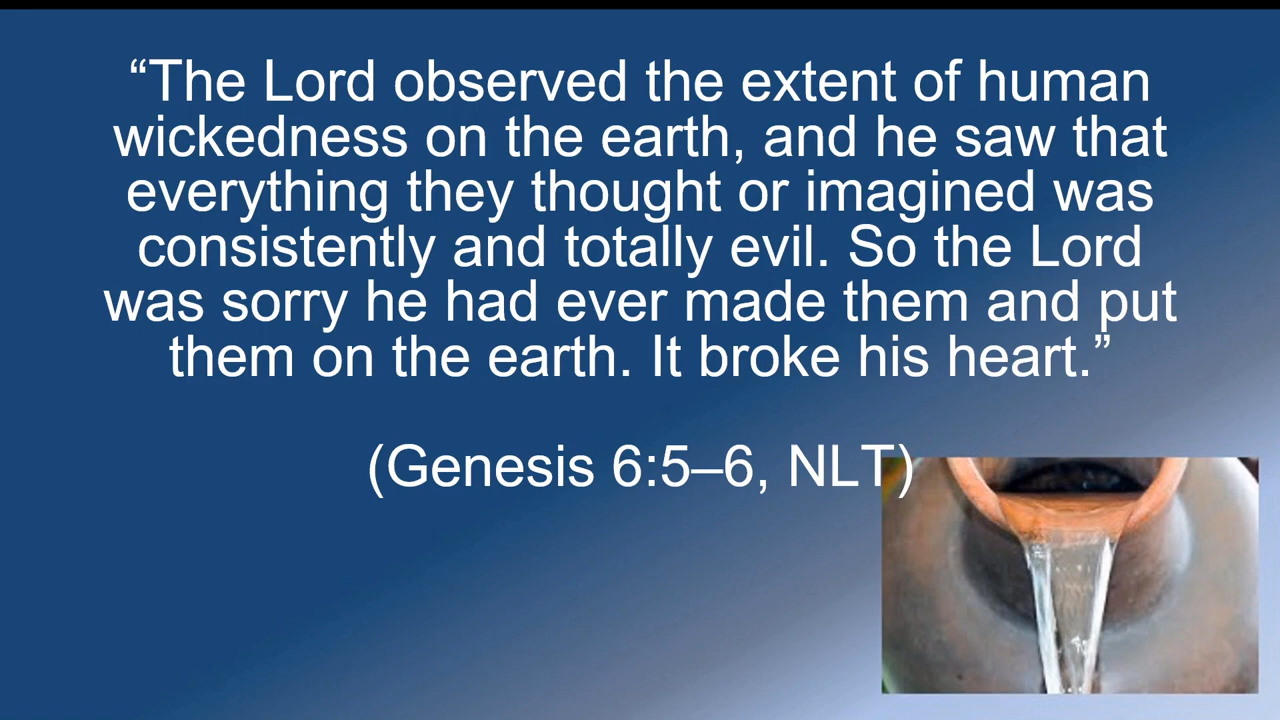 “The Lord observed the extent of human
wickedness on the earth, and he saw that
everything they thought or imagined was
consistently and totally evil. So the Lord
was sorry he had ever made them and put
them on the earth. It broke his heart.”
(Genesis 6:5–6, NLT)